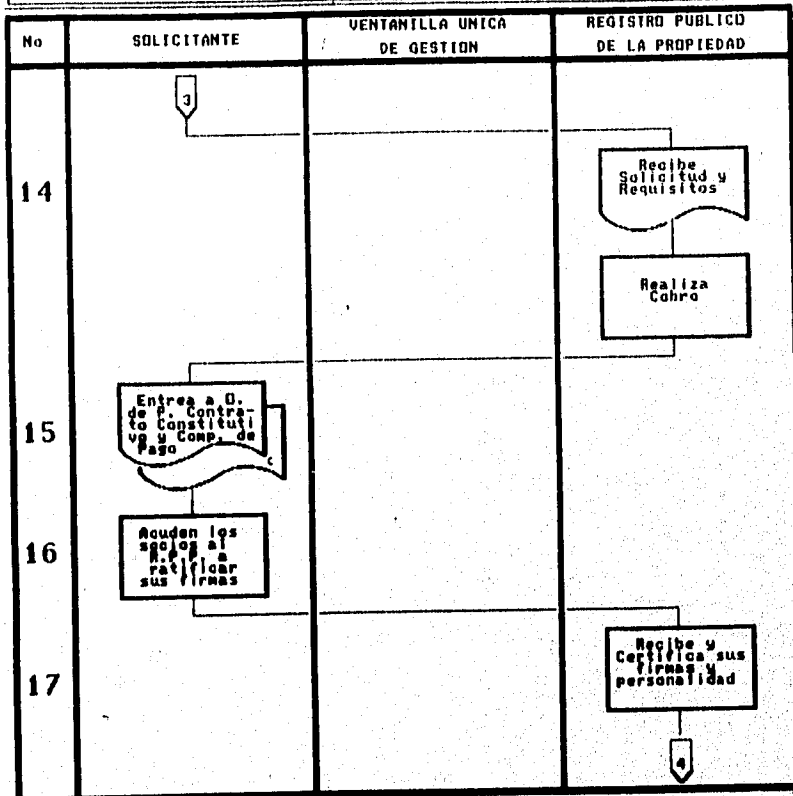 No
SOLICITANTE
VENTANILLA UNICA
DE GESTION
REGISTRO PUBLICO
DE LA PROPIEDAD
3
14
Recibe
Solicitud y
Requisitos
Realiza
Cobro
15
Entrea a O.
de P. Contra-
to Constituti
vo y Comp. de
Pago
C
16
Acuden los
socios al
R.P.P. a
ratificar
sus firmas
17
Recibe y
Certifica sus
firmas y
personalidad
4